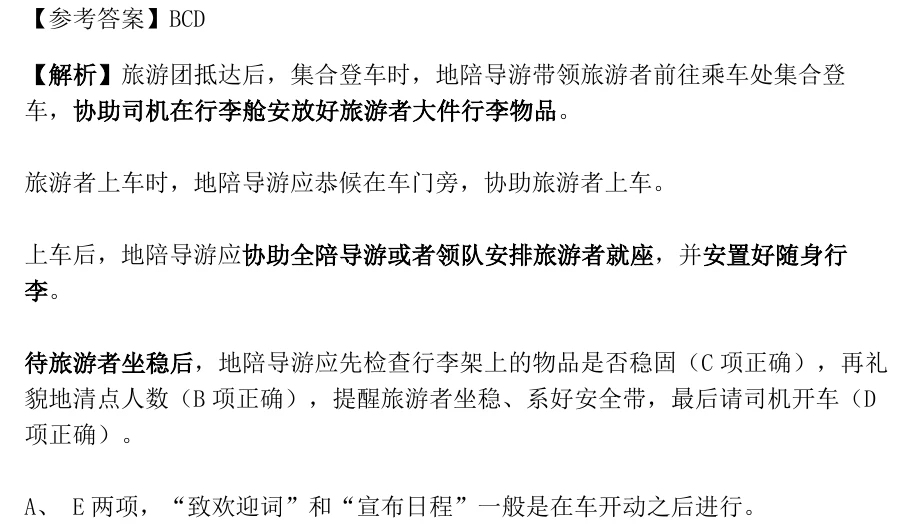 【参考答案】BCD
【解析】旅游团抵达后，集合登车时，地陪导游带领旅游者前往乘车处集合登
车，协助司机在行李舱安放好旅游者大件行李物品。
旅游者上车时，地陪导游应恭候在车门旁，协助旅游者上车。
上车后，地陪导游应协助全陪导游或者领队安排旅游者就座，并安置好随身行
李。
待旅游者坐稳后，地陪导游应先检查行李架上的物品是否稳固（C 项正确），再礼
貌地清点人数（B 项正确），提醒旅游者坐稳、系好安全带，最后请司机开车（D
项正确）。
A、 E 两项，“致欢迎词”和“宣布日程”一般是在车开动之后进行。